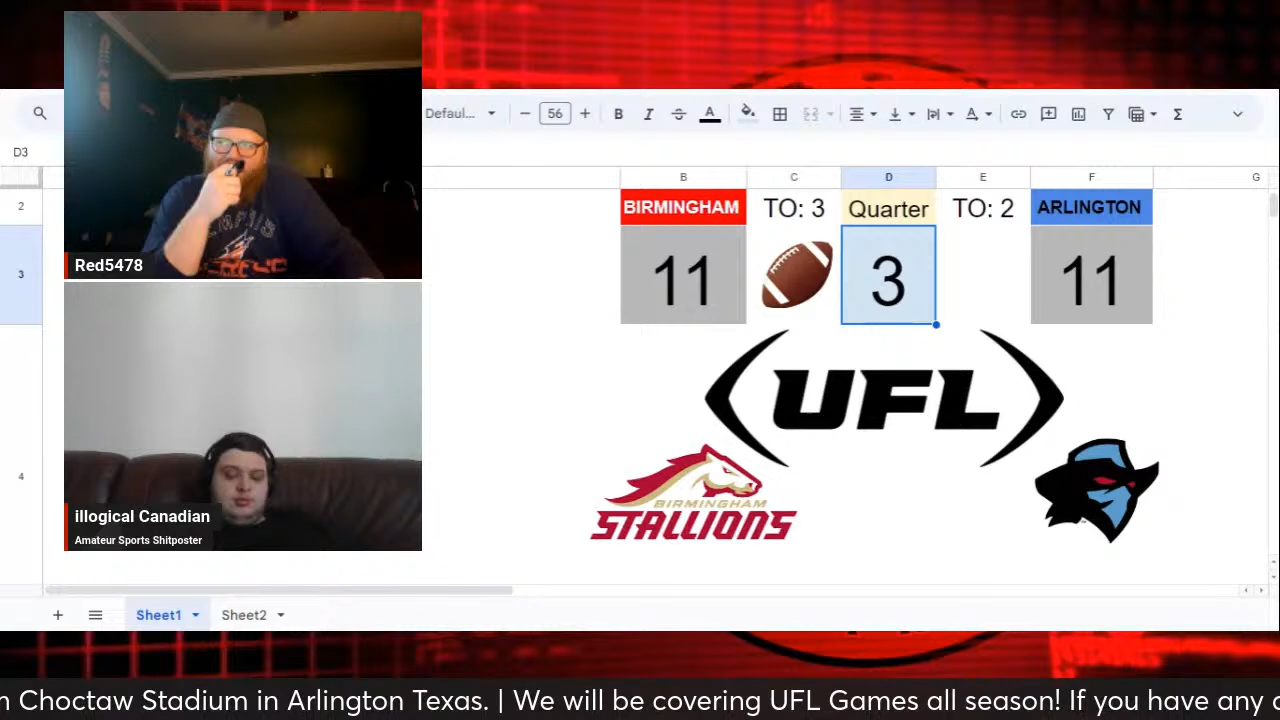 Defaul...
56
B
I
A
Σ
D3
B
C
D
E
F
G
2
BIRMINGHAM
TO: 3
Quarter
TO: 2
ARLINGTON
3
11
3
11
Red5478
UFL
4
BIRMINGHAM
STALLIONS
illogical Canadian
Amateur Sports Shitposter
Sheet1
Sheet2
Choctaw Stadium in Arlington Texas. | We will be covering UFL Games all season! If you have any